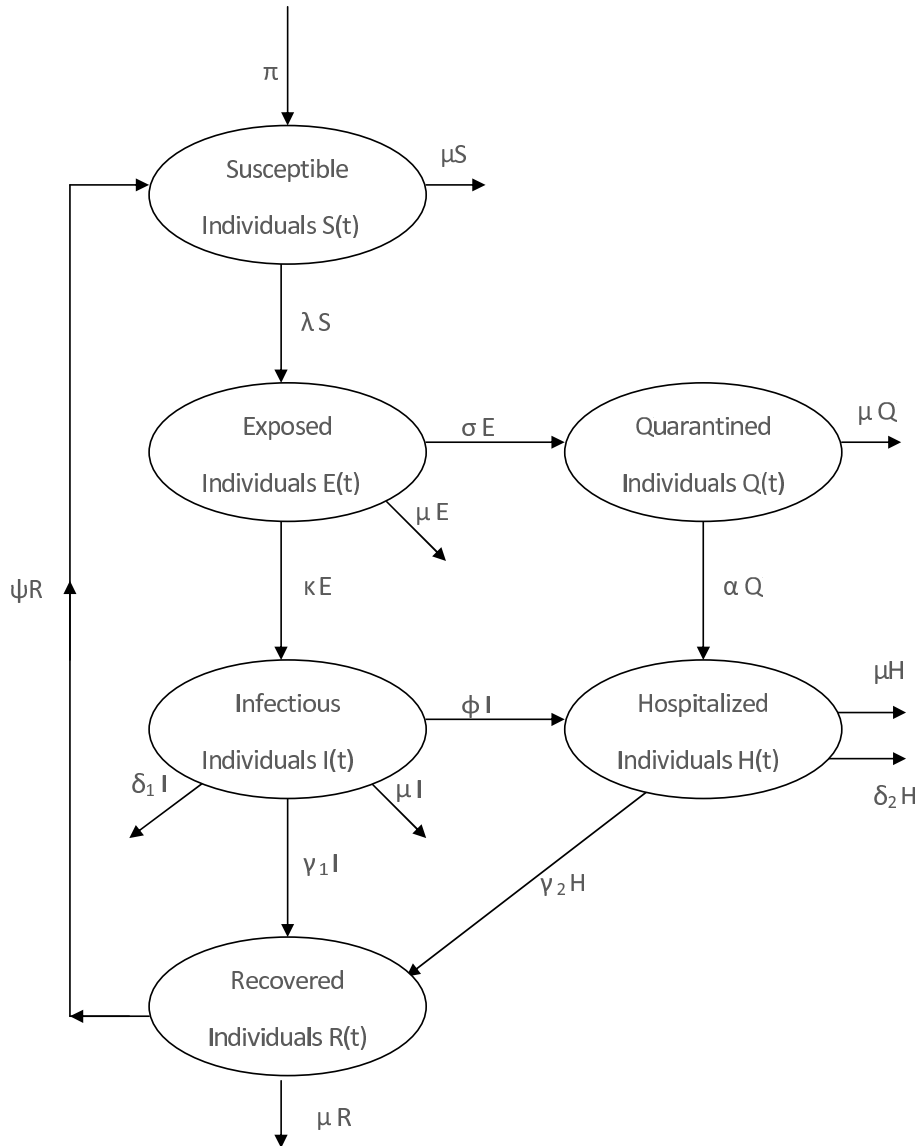 π
Susceptible
Individuals S(t)
μS
λ S
Exposed
Individuals E(t)
σ E
Quarantined
Individuals Q(t)
μ Q
μ E
ψR
κ E
α Q
Infectious
Individuals I(t)
ϕ I
Hospitalized
Individuals H(t)
μH
δ₂ H
δ₁ I
μ I
γ₁ I
γ₂ H
Recovered
Individuals R(t)
μ R